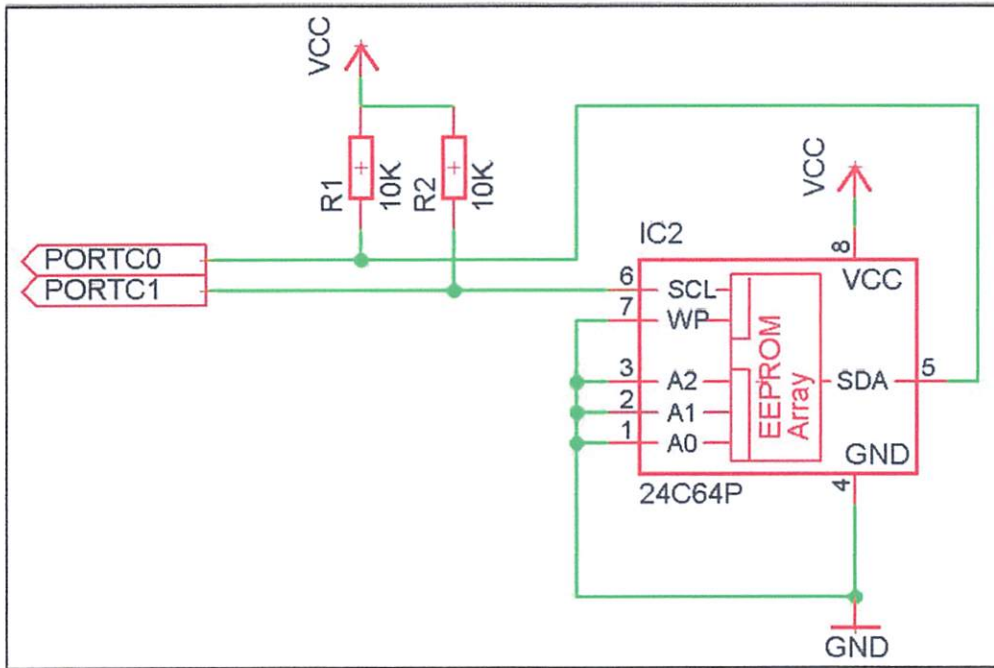 VCC
R1
10K
R2
10K
VCC
PORTC0
PORTC1
IC2
8
VCC
6
SCL
7
WP
3
A2
2
A1
1
A0
EEPROM
Array
SDA
5
GND
4
24C64P
GND